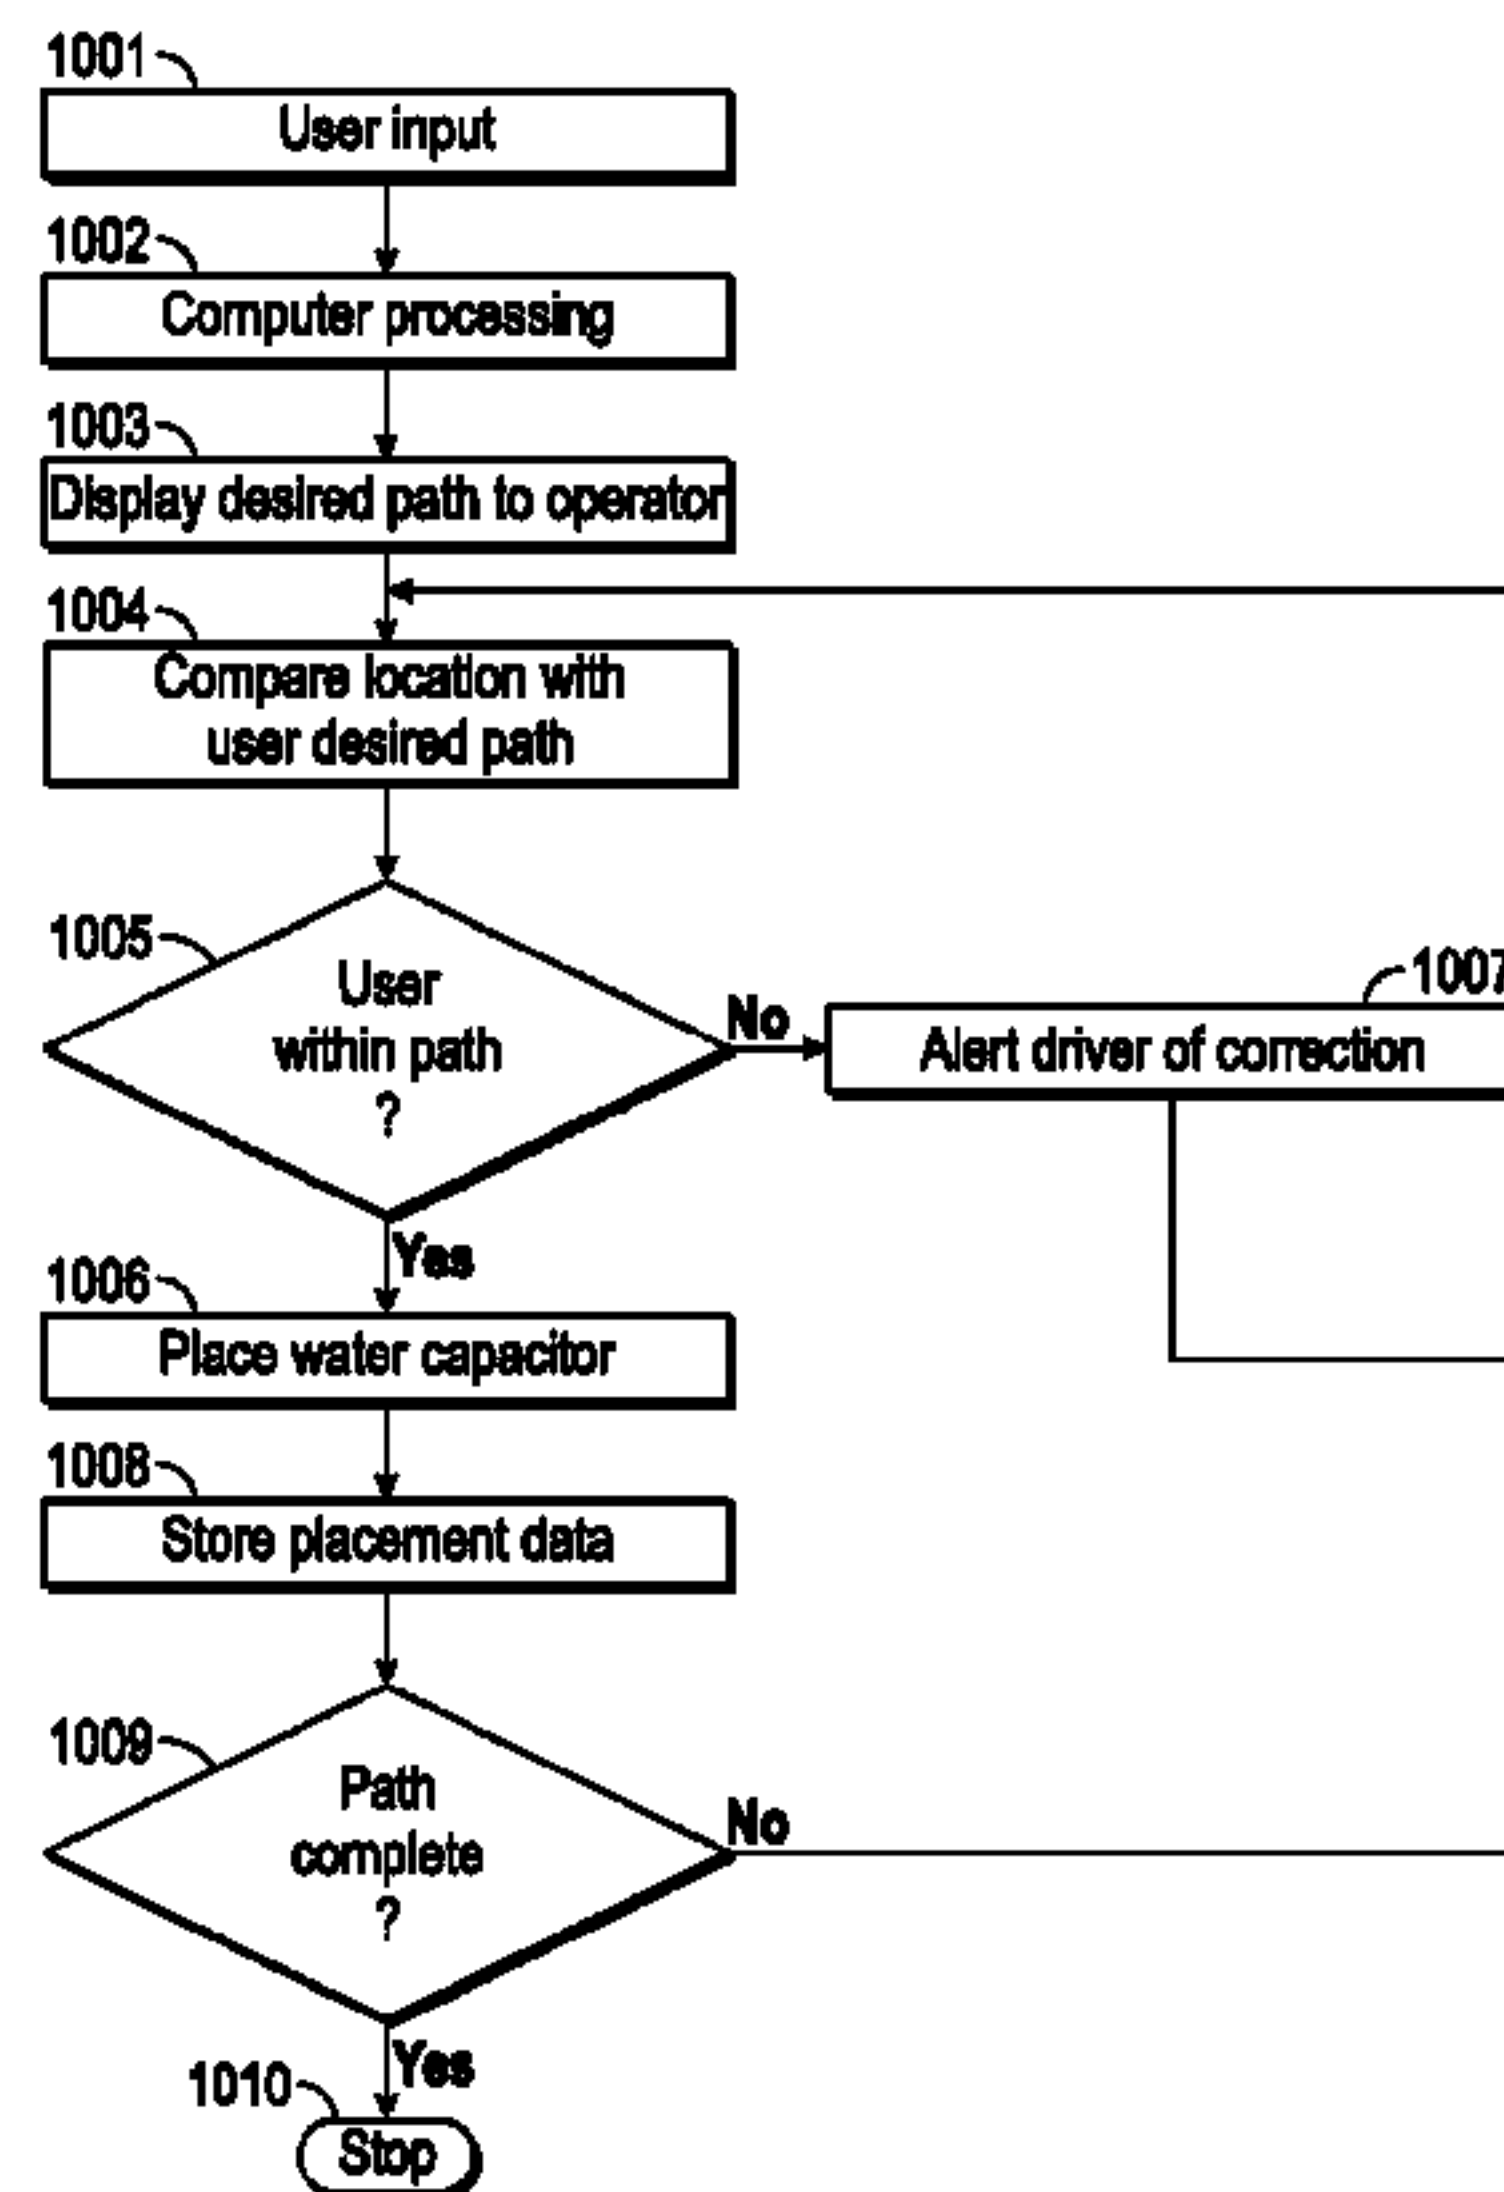 1001
User input
1002
Computer processing
1003
Display desired path to operator
1004
Compare location with
user desired path
1005
User
within path
?
No
1007
Alert driver of correction
Yes
1006
Place water capacitor
1008
Store placement data
1009
Path
complete
?
No
Yes
1010
Stop